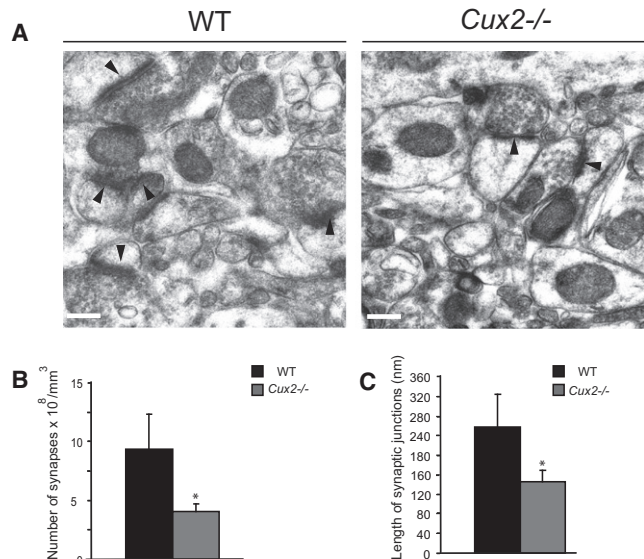 WT
Cux2-/-
A
B
Number of synapses x 10^8/mm^3
15
10
5
0
WT
Cux2-/-
*
C
Length of synaptic junctions (nm)
360
320
280
240
200
160
120
80
40
0
WT
Cux2-/-
*